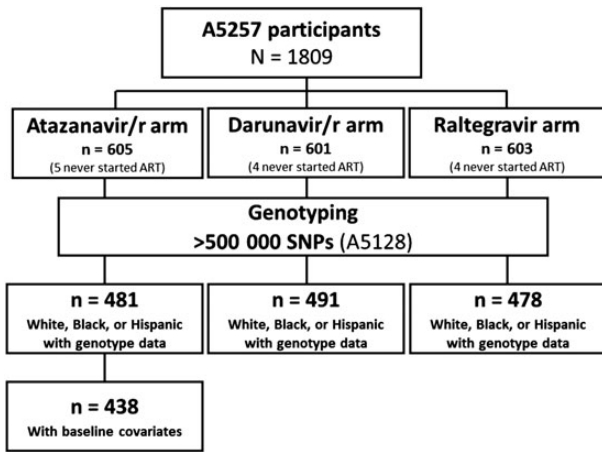 A5257 participants
N = 1809
Atazanavir/r arm
n = 605
(5 never started ART)
Darunavir/r arm
n = 601
(4 never started ART)
Raltegravir arm
n = 603
(4 never started ART)
Genotyping
>500 000 SNPs (A5128)
n = 481
White, Black, or Hispanic
with genotype data
n = 491
White, Black, or Hispanic
with genotype data
n = 478
White, Black, or Hispanic
with genotype data
n = 438
With baseline covariates